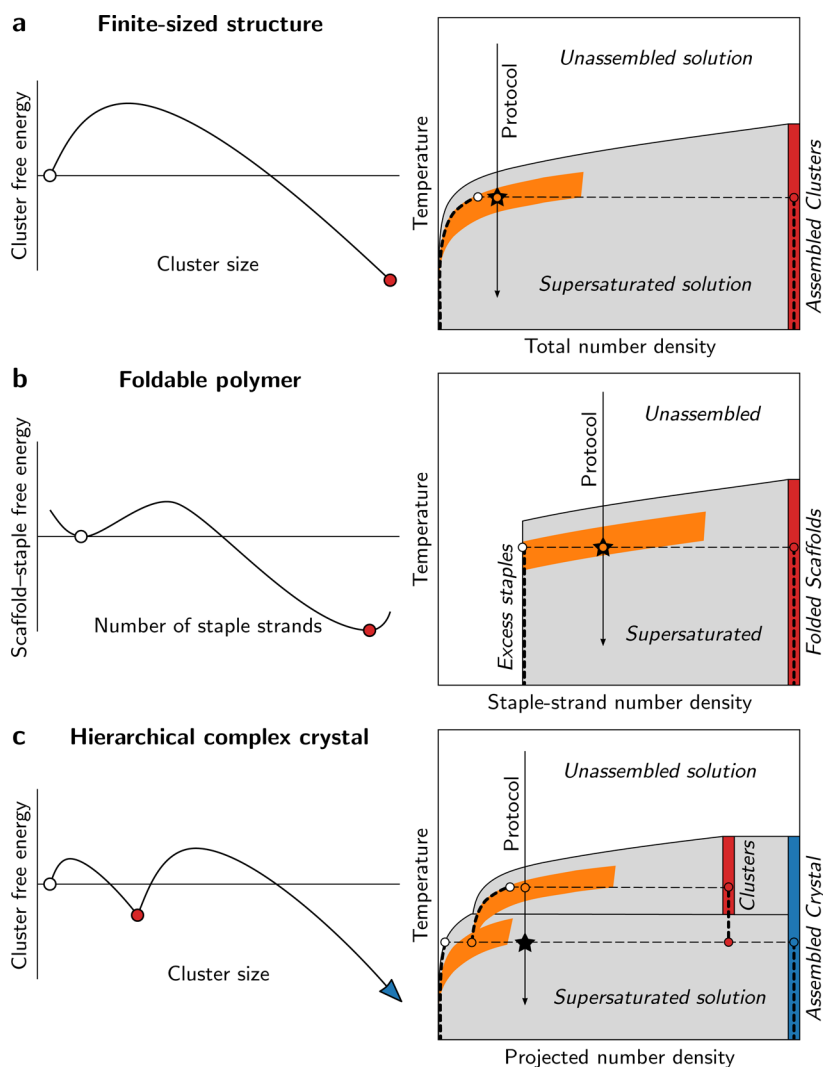 a
Finite-sized structure
Cluster free energy
Cluster size
Temperature
Unassembled solution
Protocol
Supersaturated solution
Assembled Clusters
Total number density
b
Foldable polymer
Scaffold–staple free energy
Number of staple strands
Temperature
Unassembled
Protocol
Excess staples
Supersaturated
Folded Scaffolds
Staple-strand number density
c
Hierarchical complex crystal
Cluster free energy
Cluster size
Temperature
Unassembled solution
Protocol
Clusters
Supersaturated solution
Assembled Crystal
Projected number density